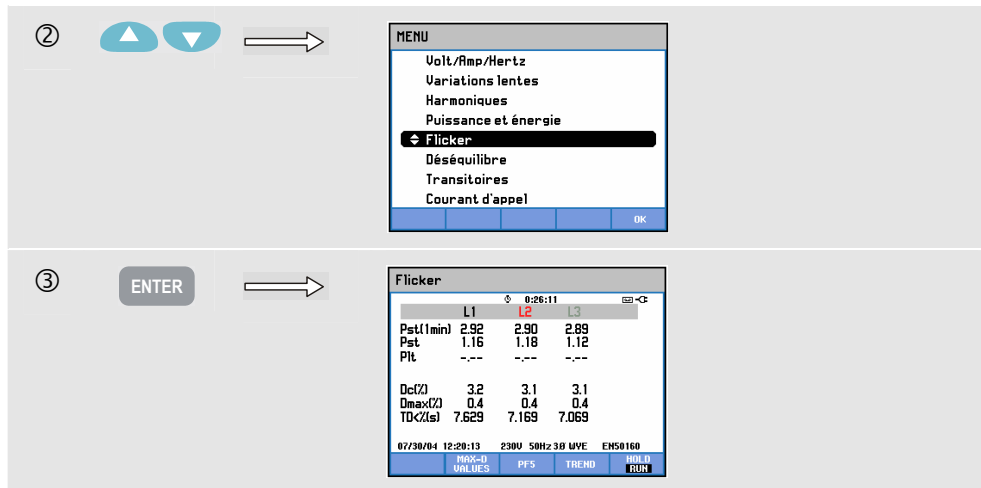 ②
MENU
Volt/Amp/Hertz
Variations lentes
Harmoniques
Puissance et énergie
Flicker
Déséquilibre
Transitoires
Courant d'appel
OK
③
ENTER
Flicker
0:26:11
L1 L2 L3
Pst(1min) 2.92 2.90 2.89
Pst 1.16 1.18 1.12
Plt -.-- -.-- -.--
Dc(%) 3.2 3.1 3.1
Dmax(%) 0.4 0.4 0.4
TD<%(s) 7.629 7.169 7.069
07/30/04 12:20:13 230V 50Hz 3Ø WYE EN50160
MAX-D VALUES PF5 TREND HOLD RUN